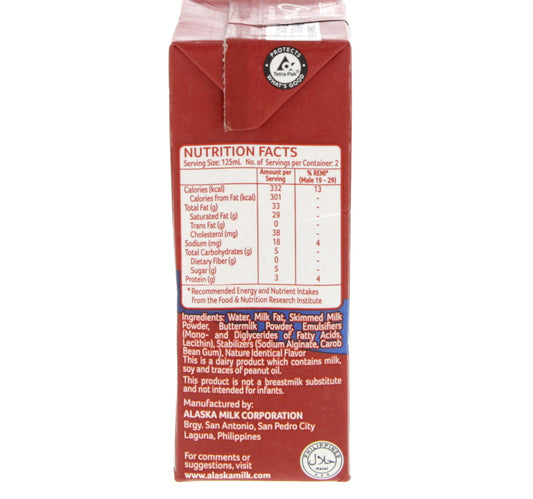 PROTECTS
Tetra Pak®
WHAT'S GOOD
NUTRITION FACTS
Serving Size: 125mL No. of Servings per Container: 2
Amount per Serving % RENI* (Male 19 - 29)
Calories (kcal) 332 13
Calories from Fat (kcal) 301 -
Total Fat (g) 33 -
Saturated Fat (g) 29 -
Trans Fat (g) 0 -
Cholesterol (mg) 38 -
Sodium (mg) 18 4
Total Carbohydrates (g) 5 -
Dietary Fiber (g) 0 -
Sugar (g) 5 -
Protein (g) 3 4
*Recommended Energy and Nutrient Intakes
from the Food & Nutrition Research Institute
Ingredients: Water, Milk Fat, Skimmed Milk
Powder, Buttermilk Powder, Emulsifiers
(Mono- and Diglycerides of Fatty Acids,
Lecithin), Stabilizers (Sodium Alginate, Carob
Bean Gum), Nature Identical Flavor
This is a dairy product which contains milk,
soy and traces of peanut oil.
This product is not a breastmilk substitute
and not intended for infants.
Manufactured by:
ALASKA MILK CORPORATION
Brgy. San Antonio, San Pedro City
Laguna, Philippines
For comments or
suggestions, visit
www.alaskamilk.com
PHILIPPINES
حلال
Halal